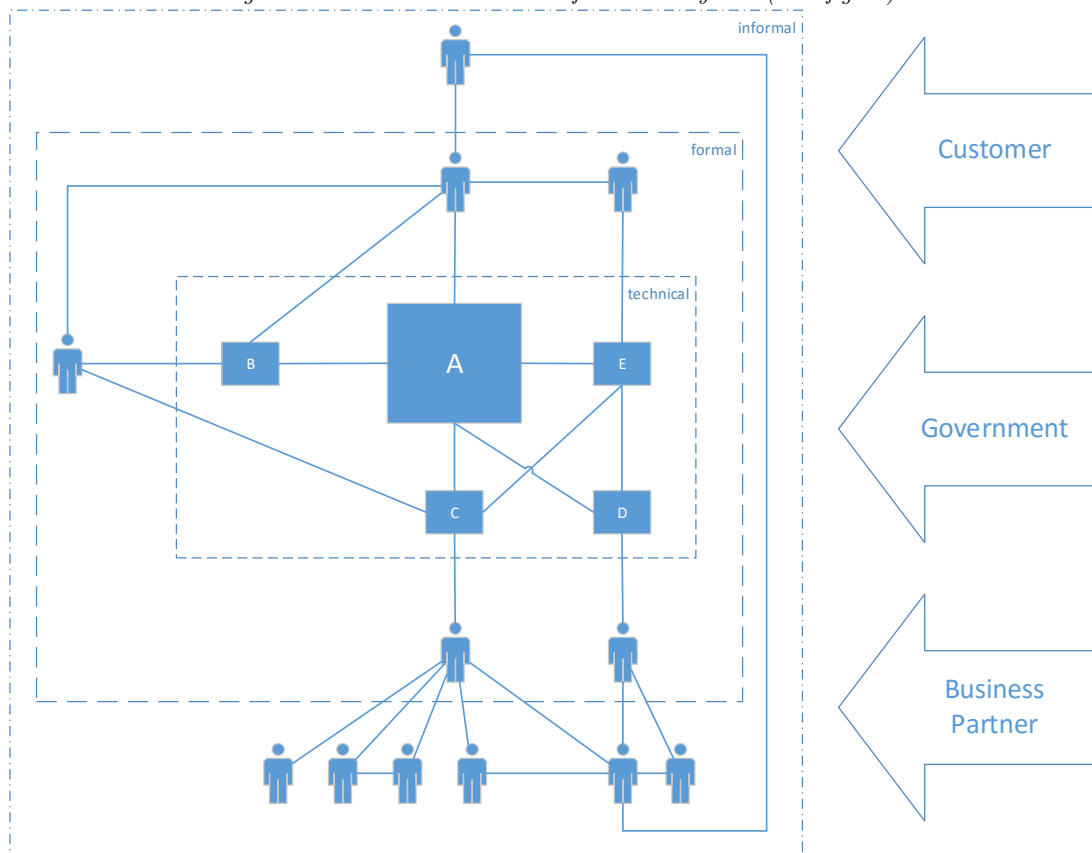 informal
formal
Customer
technical
B
A
E
Government
C
D
Business
Partner